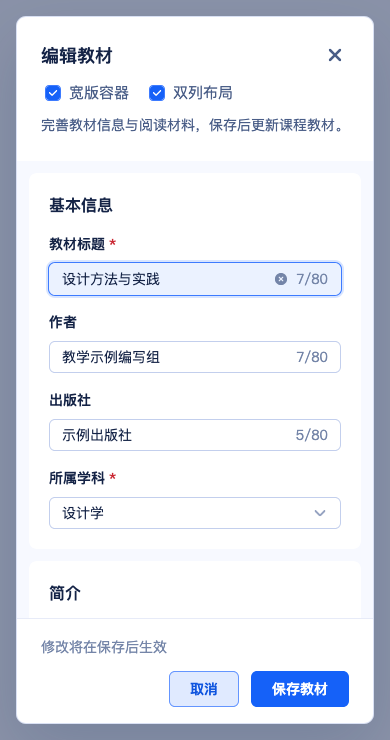 编辑教材
宽版容器 双列布局
完善教材信息与阅读材料，保存后更新课程教材。
基本信息
教材标题 *
设计方法与实践 7/80
作者
教学示例编写组 7/80
出版社
示例出版社 5/80
所属学科 *
设计学
简介
修改将在保存后生效
取消 保存教材